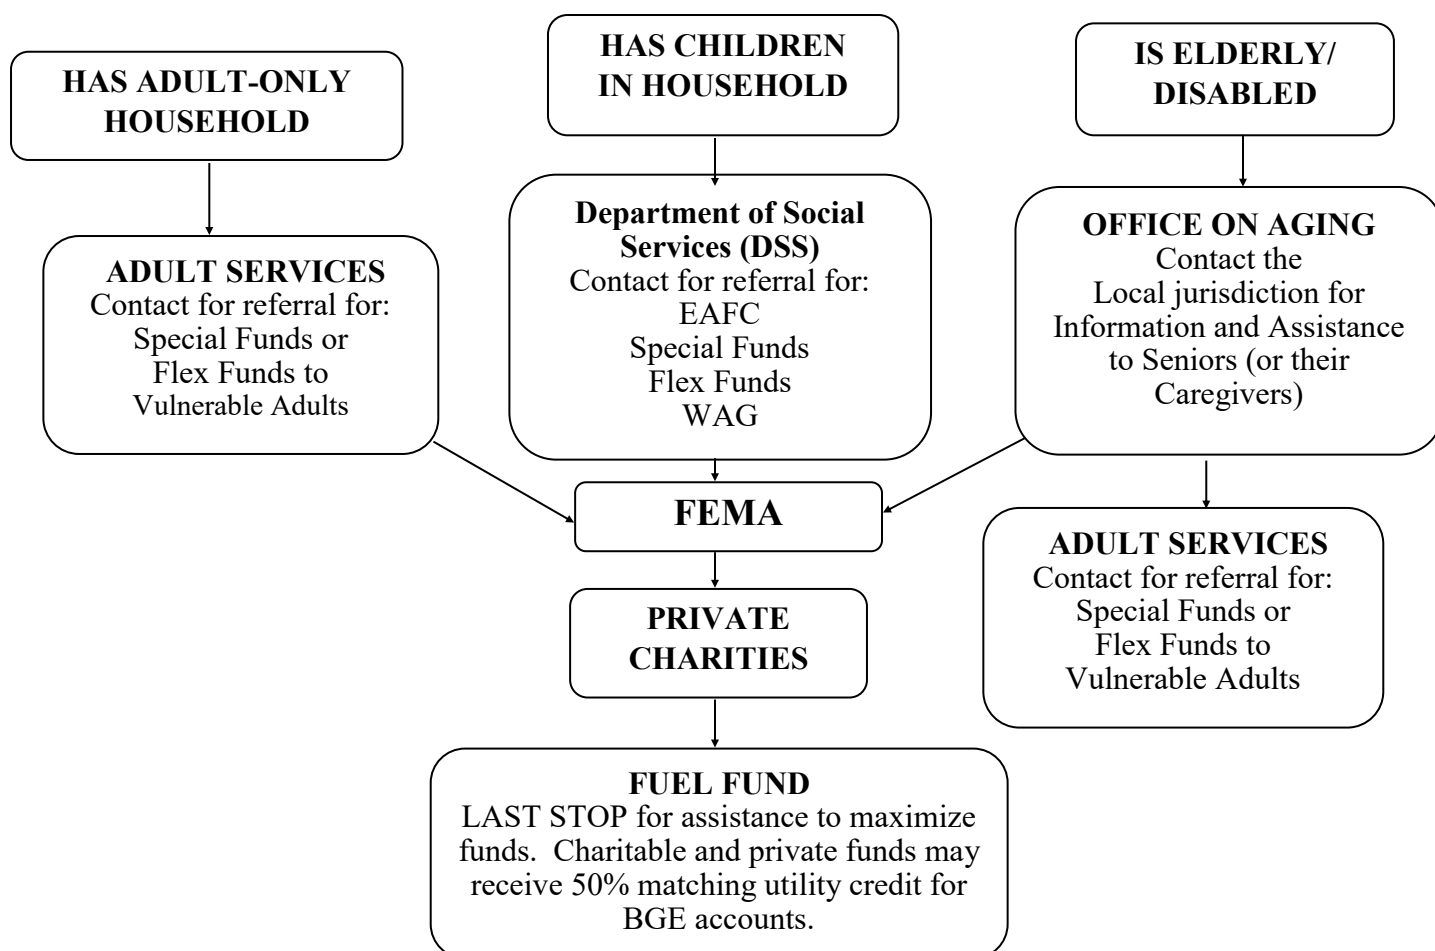 HAS ADULT-ONLY
HOUSEHOLD
HAS CHILDREN
IN HOUSEHOLD
IS ELDERLY/
DISABLED
ADULT SERVICES
Contact for referral for:
Special Funds or
Flex Funds to
Vulnerable Adults
Department of Social
Services (DSS)
Contact for referral for:
EAFC
Special Funds
Flex Funds
WAG
OFFICE ON AGING
Contact the
Local jurisdiction for
Information and Assistance
to Seniors (or their
Caregivers)
FEMA
ADULT SERVICES
Contact for referral for:
Special Funds or
Flex Funds to
Vulnerable Adults
PRIVATE
CHARITIES
FUEL FUND
LAST STOP for assistance to maximize
funds.  Charitable and private funds may
receive 50% matching utility credit for
BGE accounts.